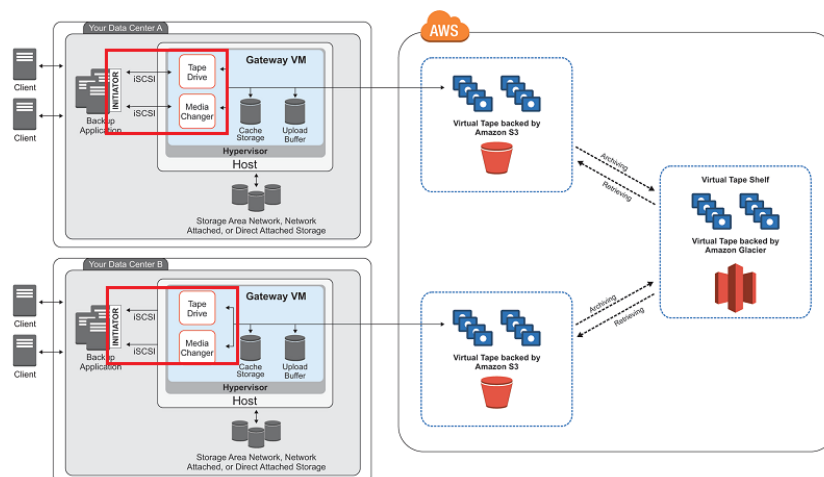 Your Data Center A
Client
Client
Backup
Application
INITIATOR
iSCSI
iSCSI
Tape
Drive
Media
Changer
Gateway VM
Cache
Storage
Upload
Buffer
Hypervisor
Host
Storage Area Network, Network
Attached, or Direct Attached Storage
Your Data Center B
Client
Client
Backup
Application
INITIATOR
iSCSI
iSCSI
Tape
Drive
Media
Changer
Gateway VM
Cache
Storage
Upload
Buffer
Hypervisor
Host
Storage Area Network, Network
Attached, or Direct Attached Storage
AWS
Virtual Tape backed by
Amazon S3
Archiving
Retrieving
Virtual Tape Shelf
Virtual Tape backed by
Amazon Glacier
Archiving
Retrieving
Virtual Tape backed by
Amazon S3